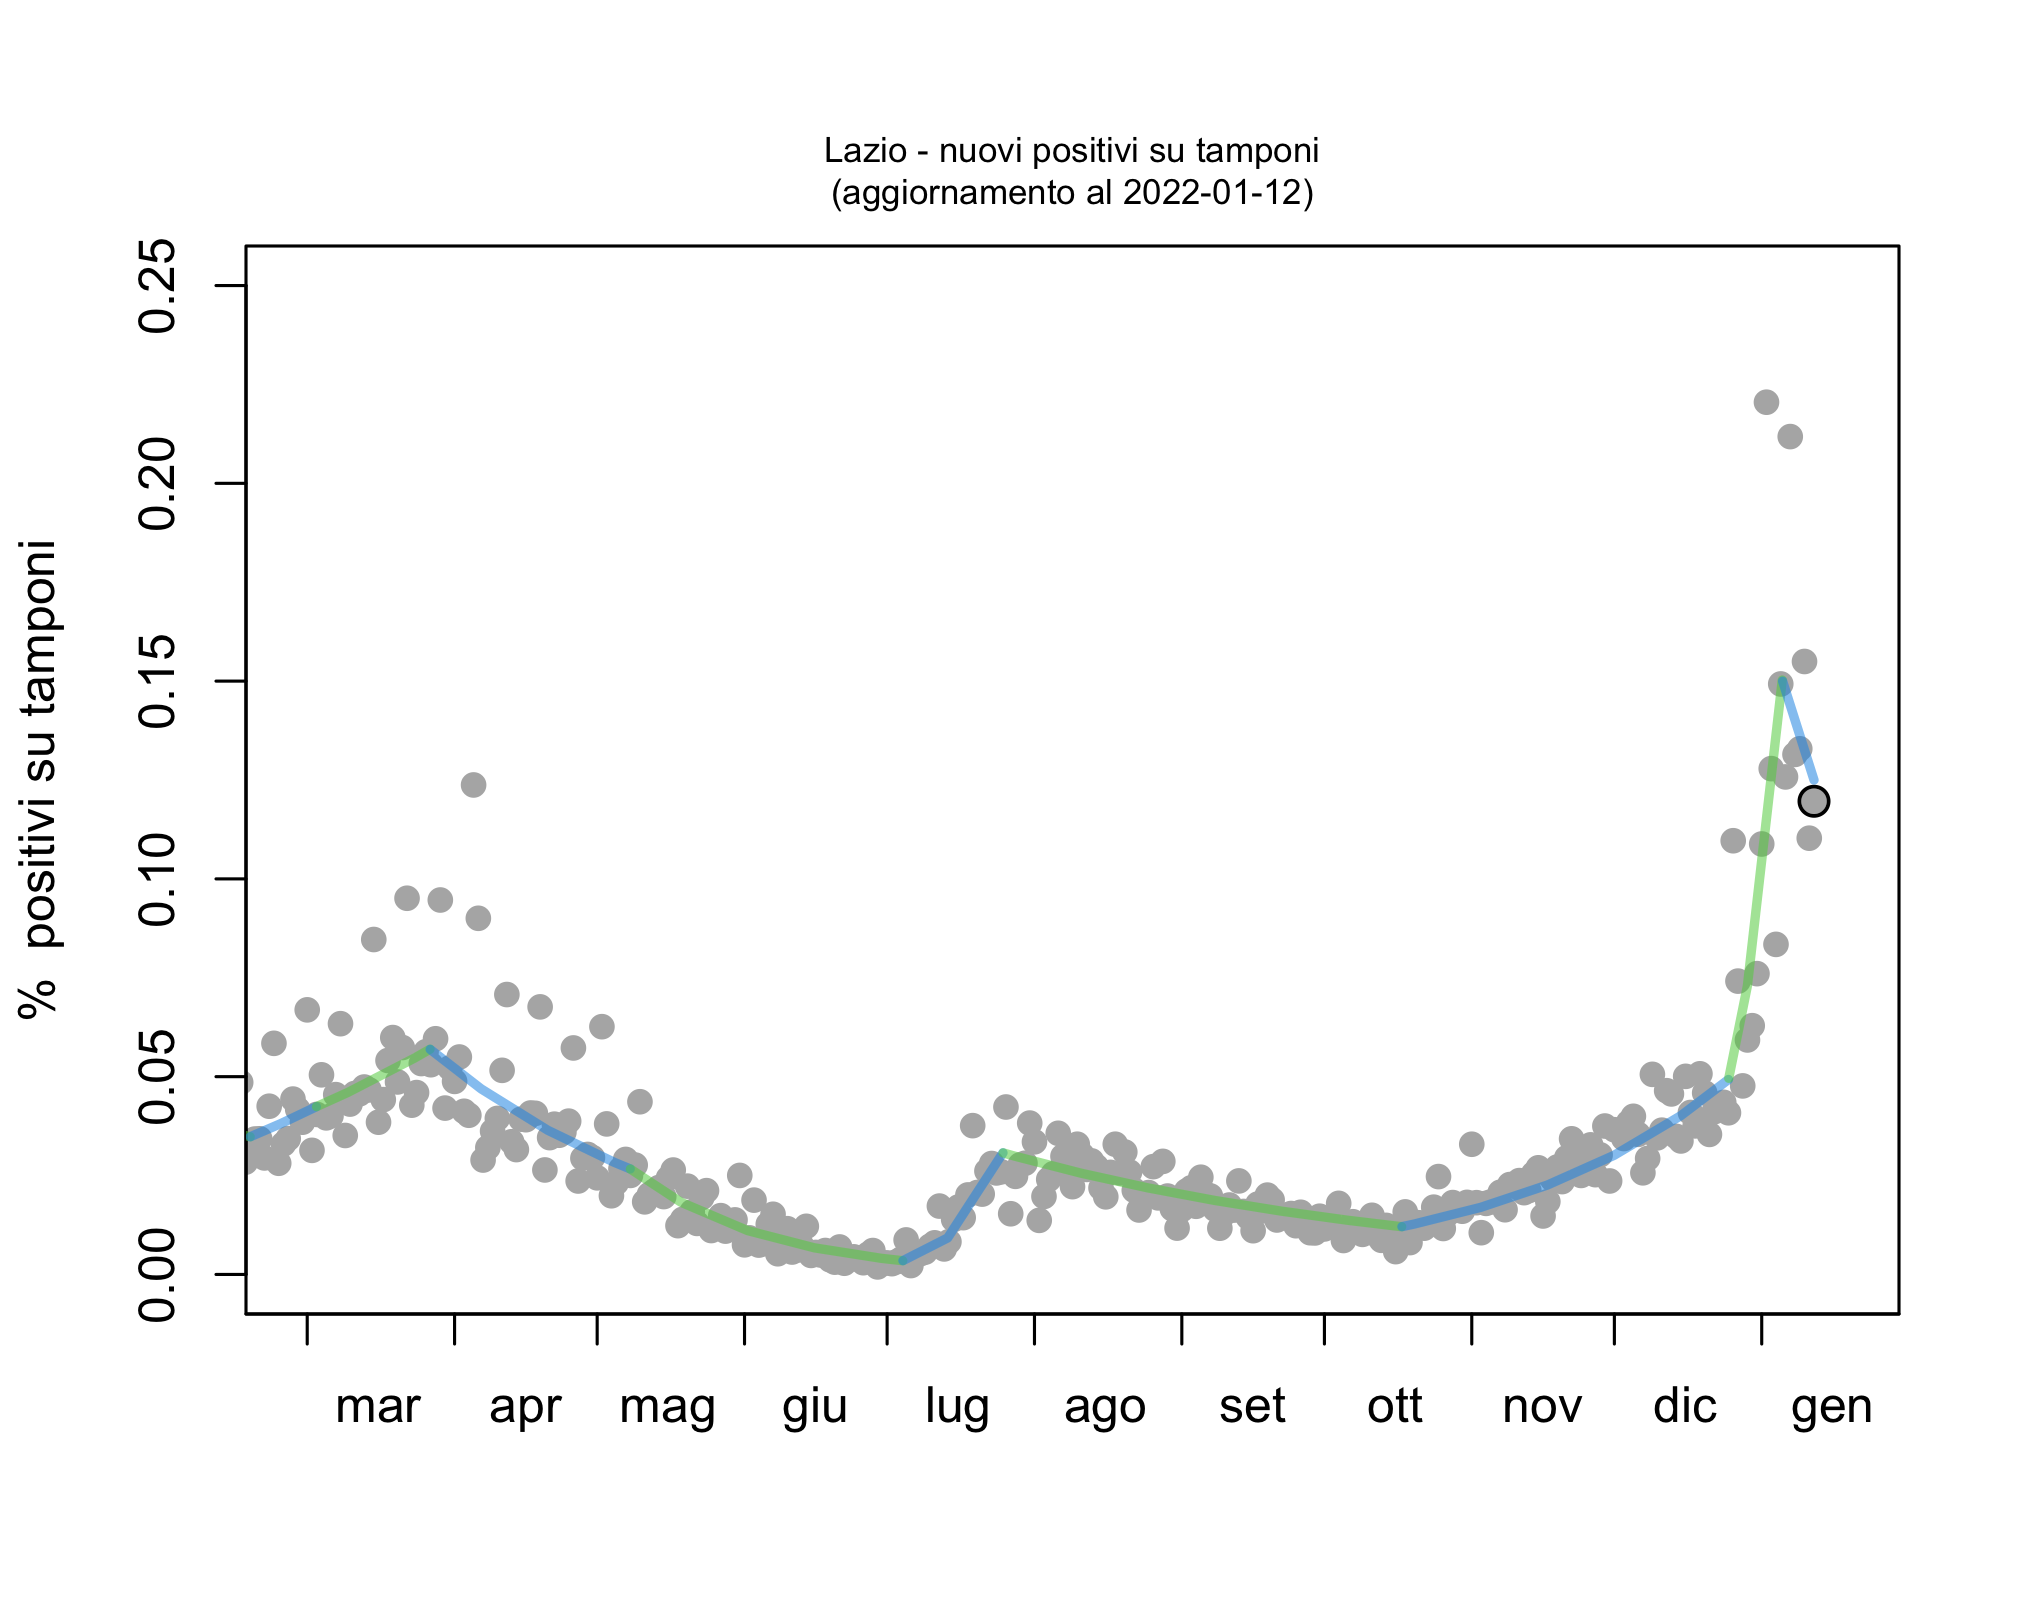 Lazio - nuovi positivi su tamponi
(aggiornamento al 2022-01-12)
% positivi su tamponi
0.25
0.20
0.15
0.10
0.05
0.00
mar apr mag giu lug ago set ott nov dic gen